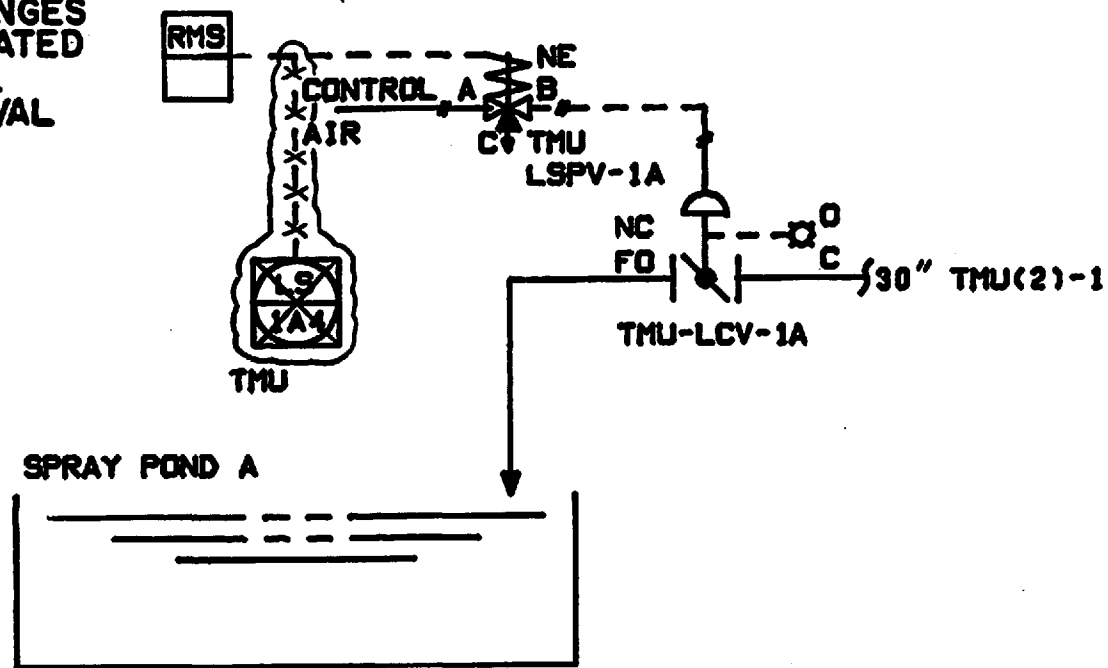 NGES
ATED
VAL
RMS
NE
CONTROL A B
AIR
C TMU
LSPV-1A
NC O
FO C
30" TMU(2)-1
TMU-LCV-1A
LS
1A4
TMU
SPRAY POND A